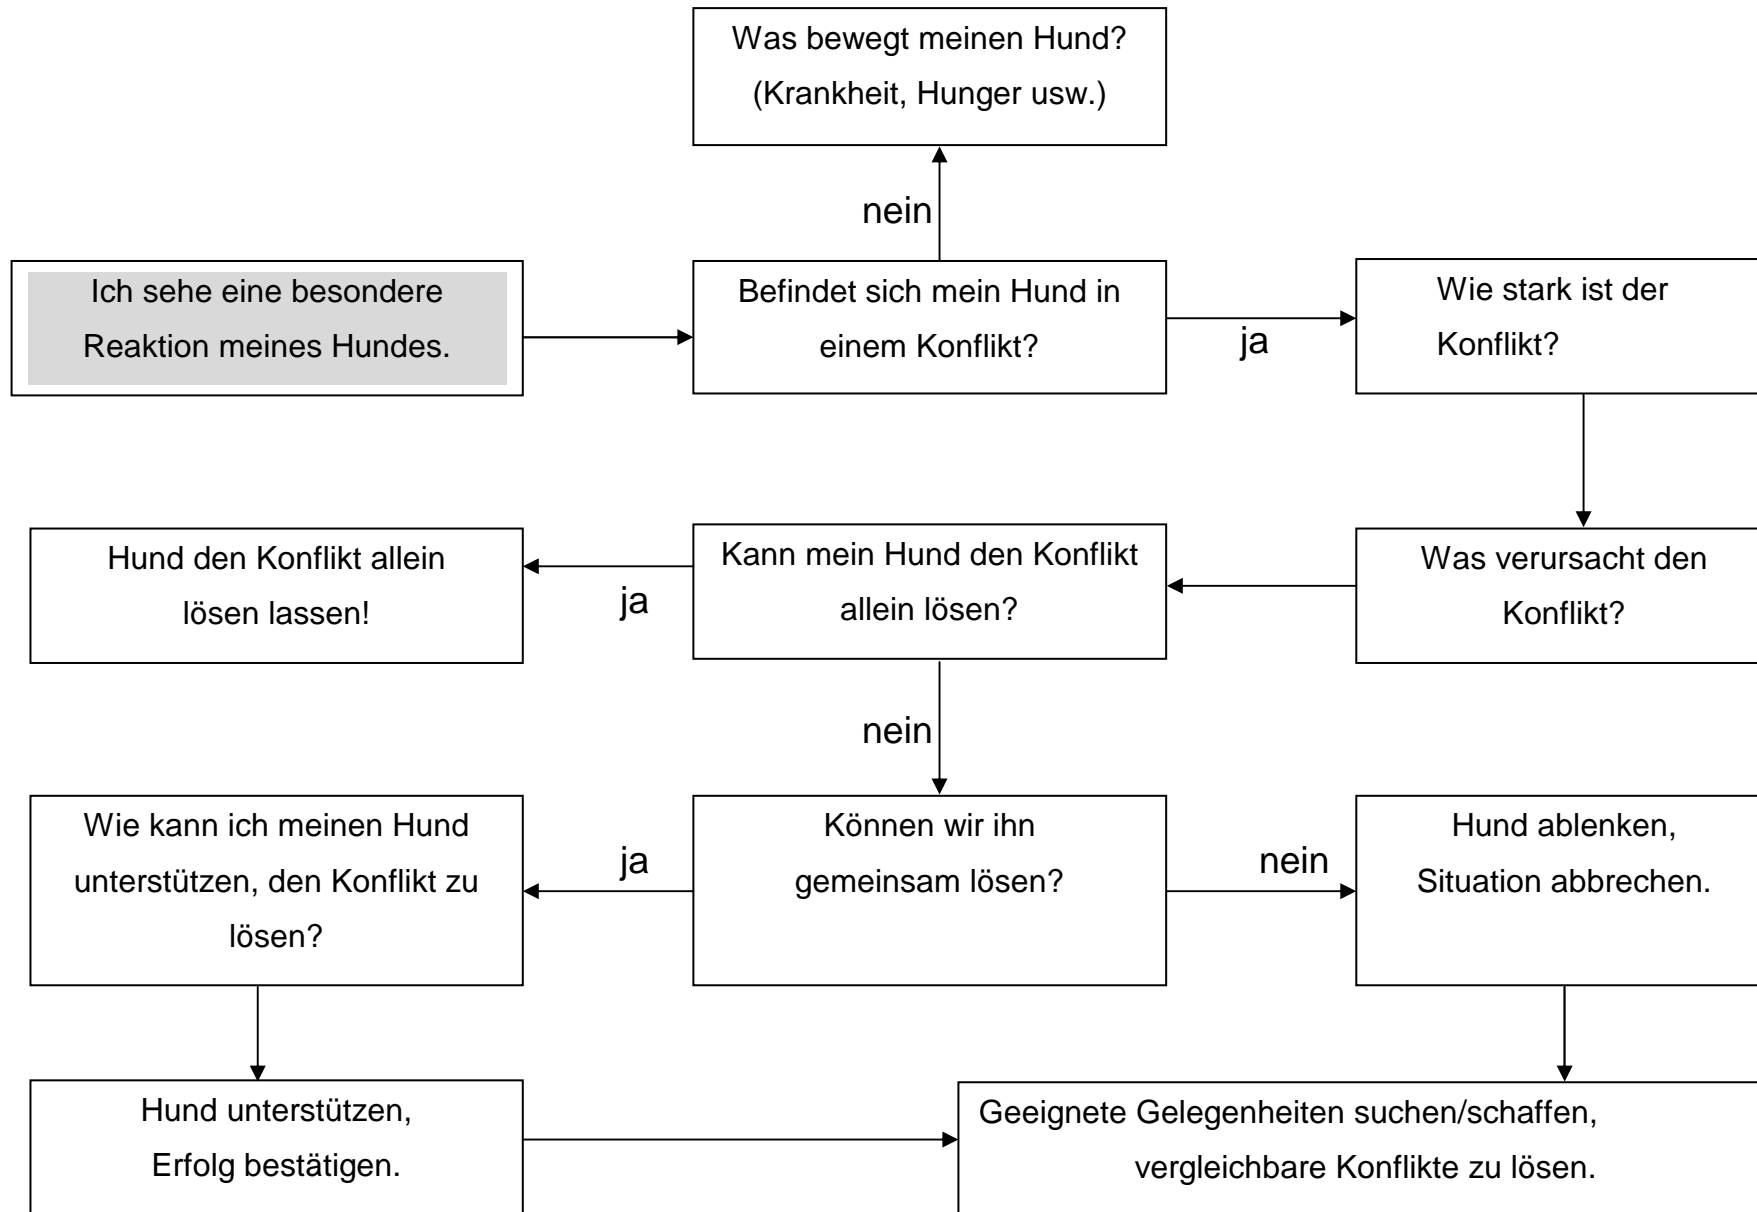 Was bewegt meinen Hund?
(Krankheit, Hunger usw.)
nein
Ich sehe eine besondere
Reaktion meines Hundes.
Befindet sich mein Hund in
einem Konflikt?
ja
Wie stark ist der
Konflikt?
Hund den Konflikt allein
lösen lassen!
ja
Kann mein Hund den Konflikt
allein lösen?
Was verursacht den
Konflikt?
nein
Wie kann ich meinen Hund
unterstützen, den Konflikt zu
lösen?
ja
Können wir ihn
gemeinsam lösen?
nein
Hund ablenken,
Situation abbrechen.
Hund unterstützen,
Erfolg bestätigen.
Geeignete Gelegenheiten suchen/schaffen,
vergleichbare Konflikte zu lösen.